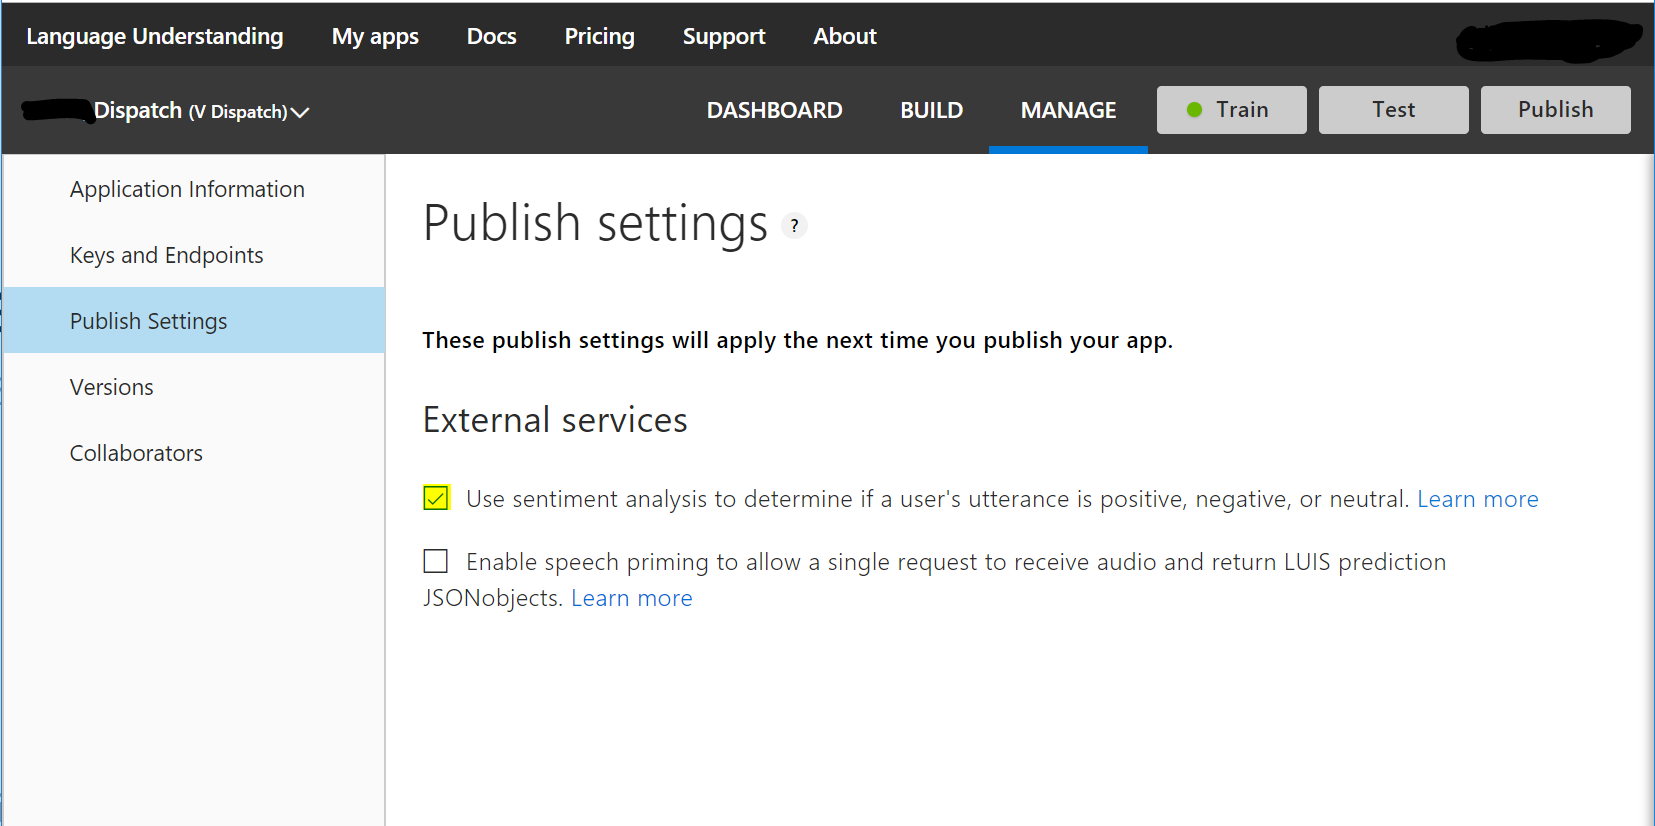 Language Understanding My apps Docs Pricing Support About
Dispatch (V Dispatch) DASHBOARD BUILD MANAGE Train Test Publish
Application Information
Keys and Endpoints
Publish Settings
Versions
Collaborators
Publish settings ?
These publish settings will apply the next time you publish your app.
External services
Use sentiment analysis to determine if a user's utterance is positive, negative, or neutral. Learn more
Enable speech priming to allow a single request to receive audio and return LUIS prediction
JSONobjects. Learn more